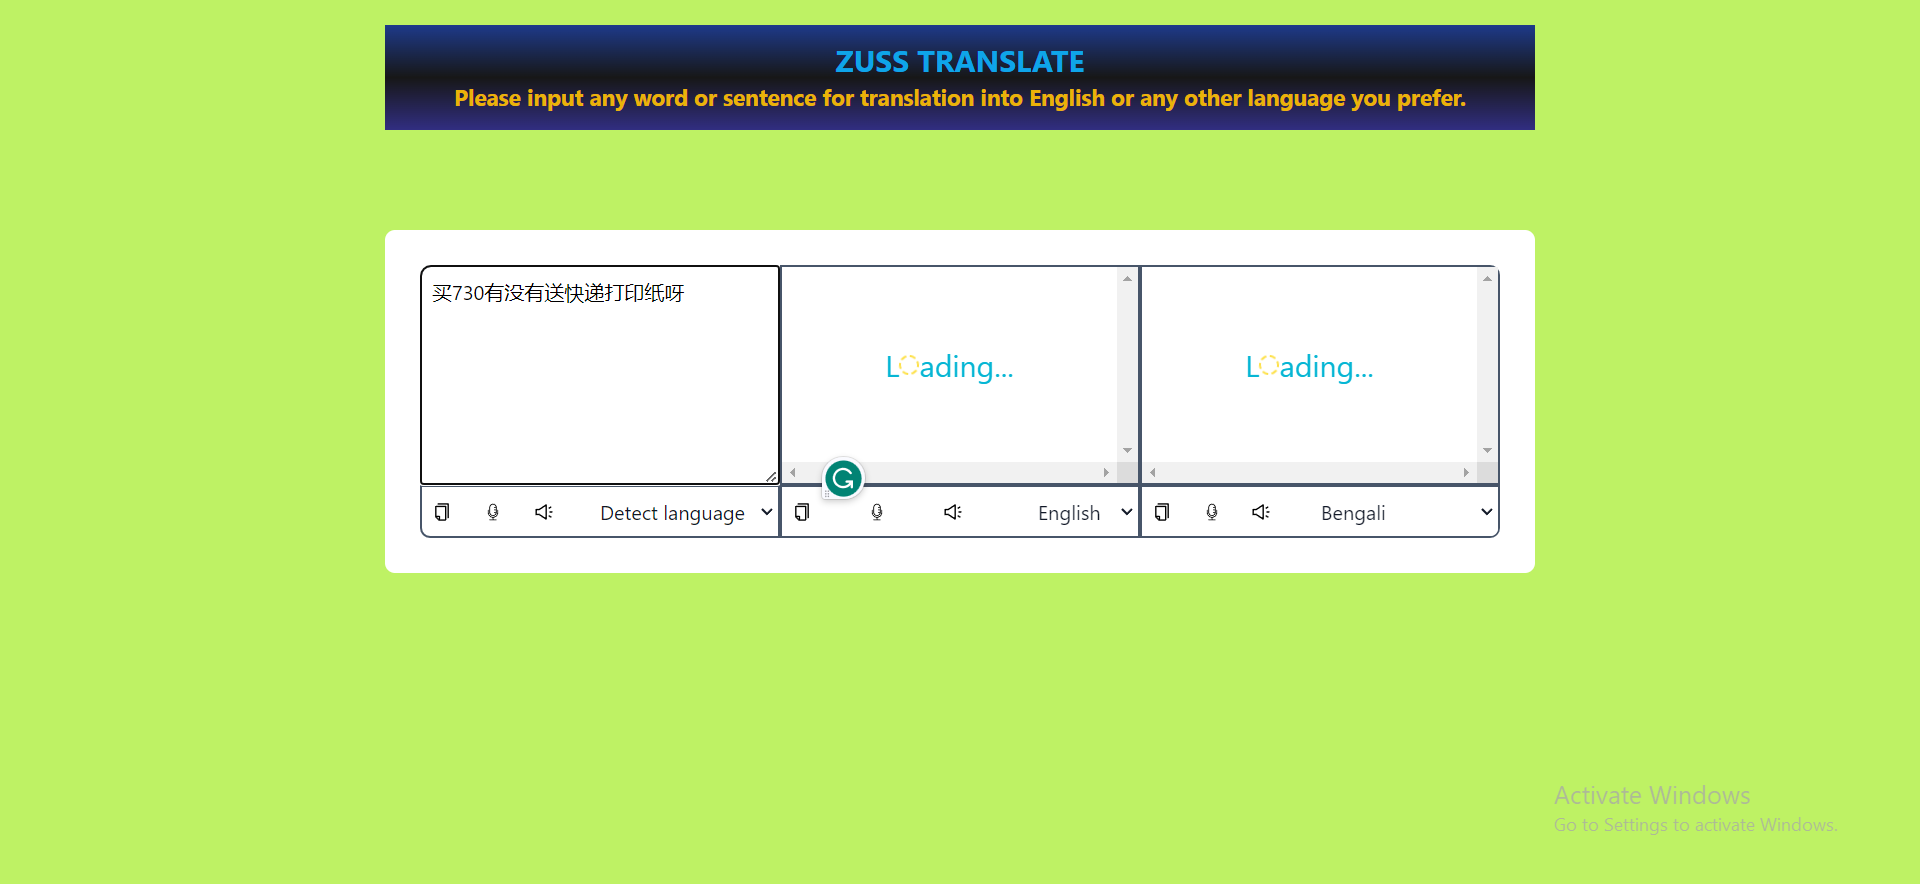 ZUSS TRANSLATE
Please input any word or sentence for translation into English or any other language you prefer.
买730有没有送快递打印纸呀
Loading...
Loading...
Detect language
English
Bengali
Activate Windows
Go to Settings to activate Windows.